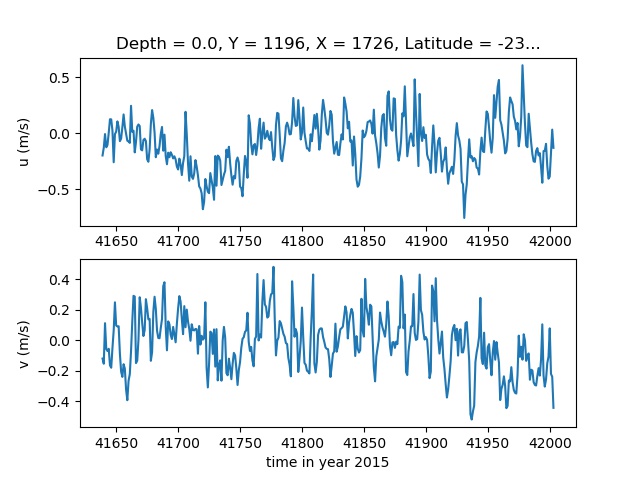 Depth = 0.0, Y = 1196, X = 1726, Latitude = -23...
u (m/s)
0.5
0.0
−0.5
41650 41700 41750 41800 41850 41900 41950 42000
v (m/s)
0.4
0.2
0.0
−0.2
−0.4
41650 41700 41750 41800 41850 41900 41950 42000
time in year 2015